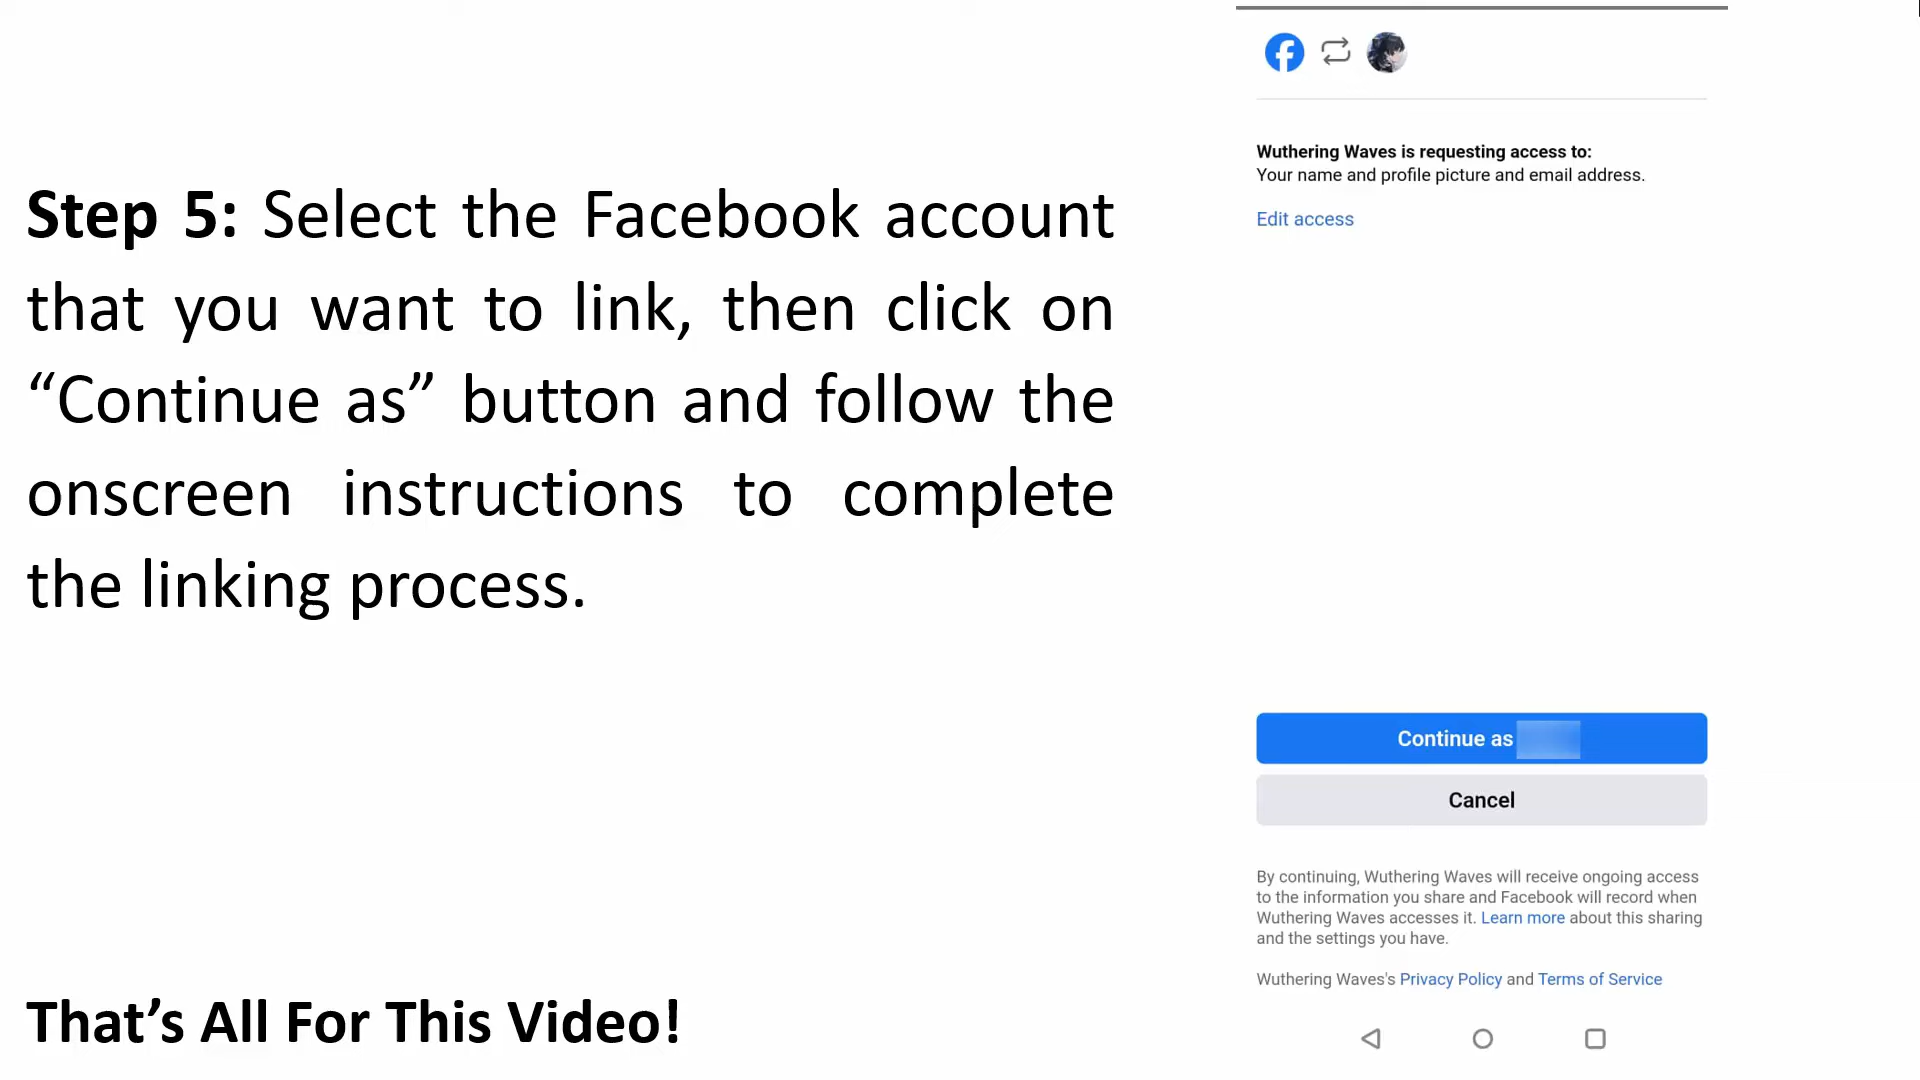 Step 5: Select the Facebook account
that you want to link, then click on
“Continue as” button and follow the
onscreen instructions to complete
the linking process.
That’s All For This Video!
Wuthering Waves is requesting access to:
Your name and profile picture and email address.
Edit access
Continue as
Cancel
By continuing, Wuthering Waves will receive ongoing access
to the information you share and Facebook will record when
Wuthering Waves accesses it. Learn more about this sharing
and the settings you have.
Wuthering Waves's Privacy Policy and Terms of Service